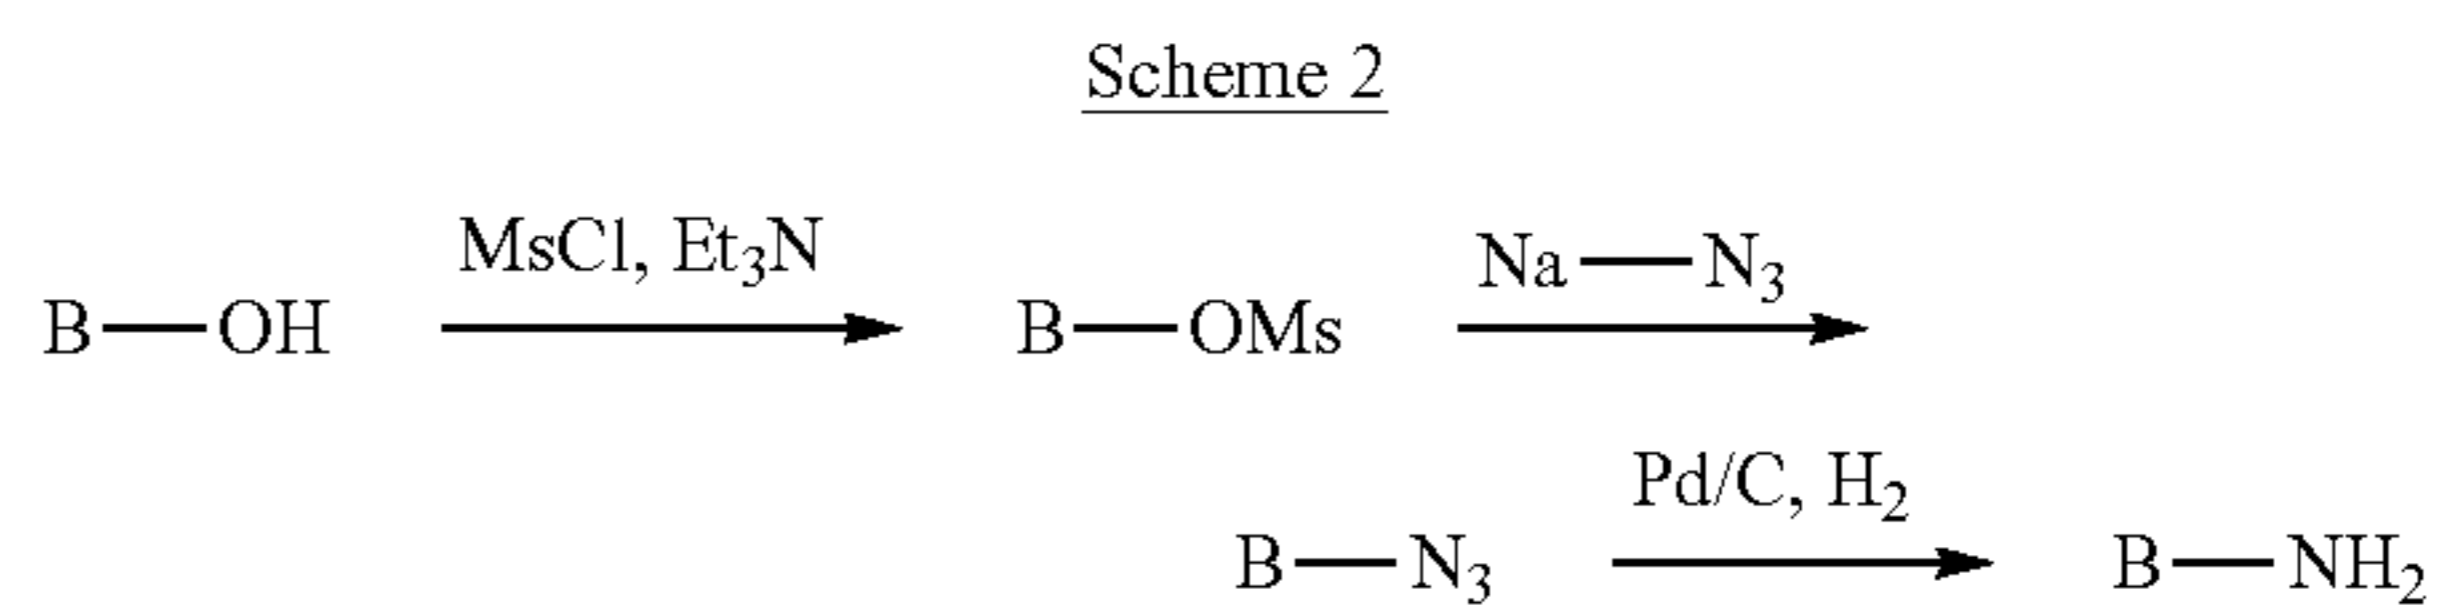 Scheme 2
MsCl, Et₃N
Na—N₃
B—OH
B—OMs
Pd/C, H₂
B—N₃
B—NH₂